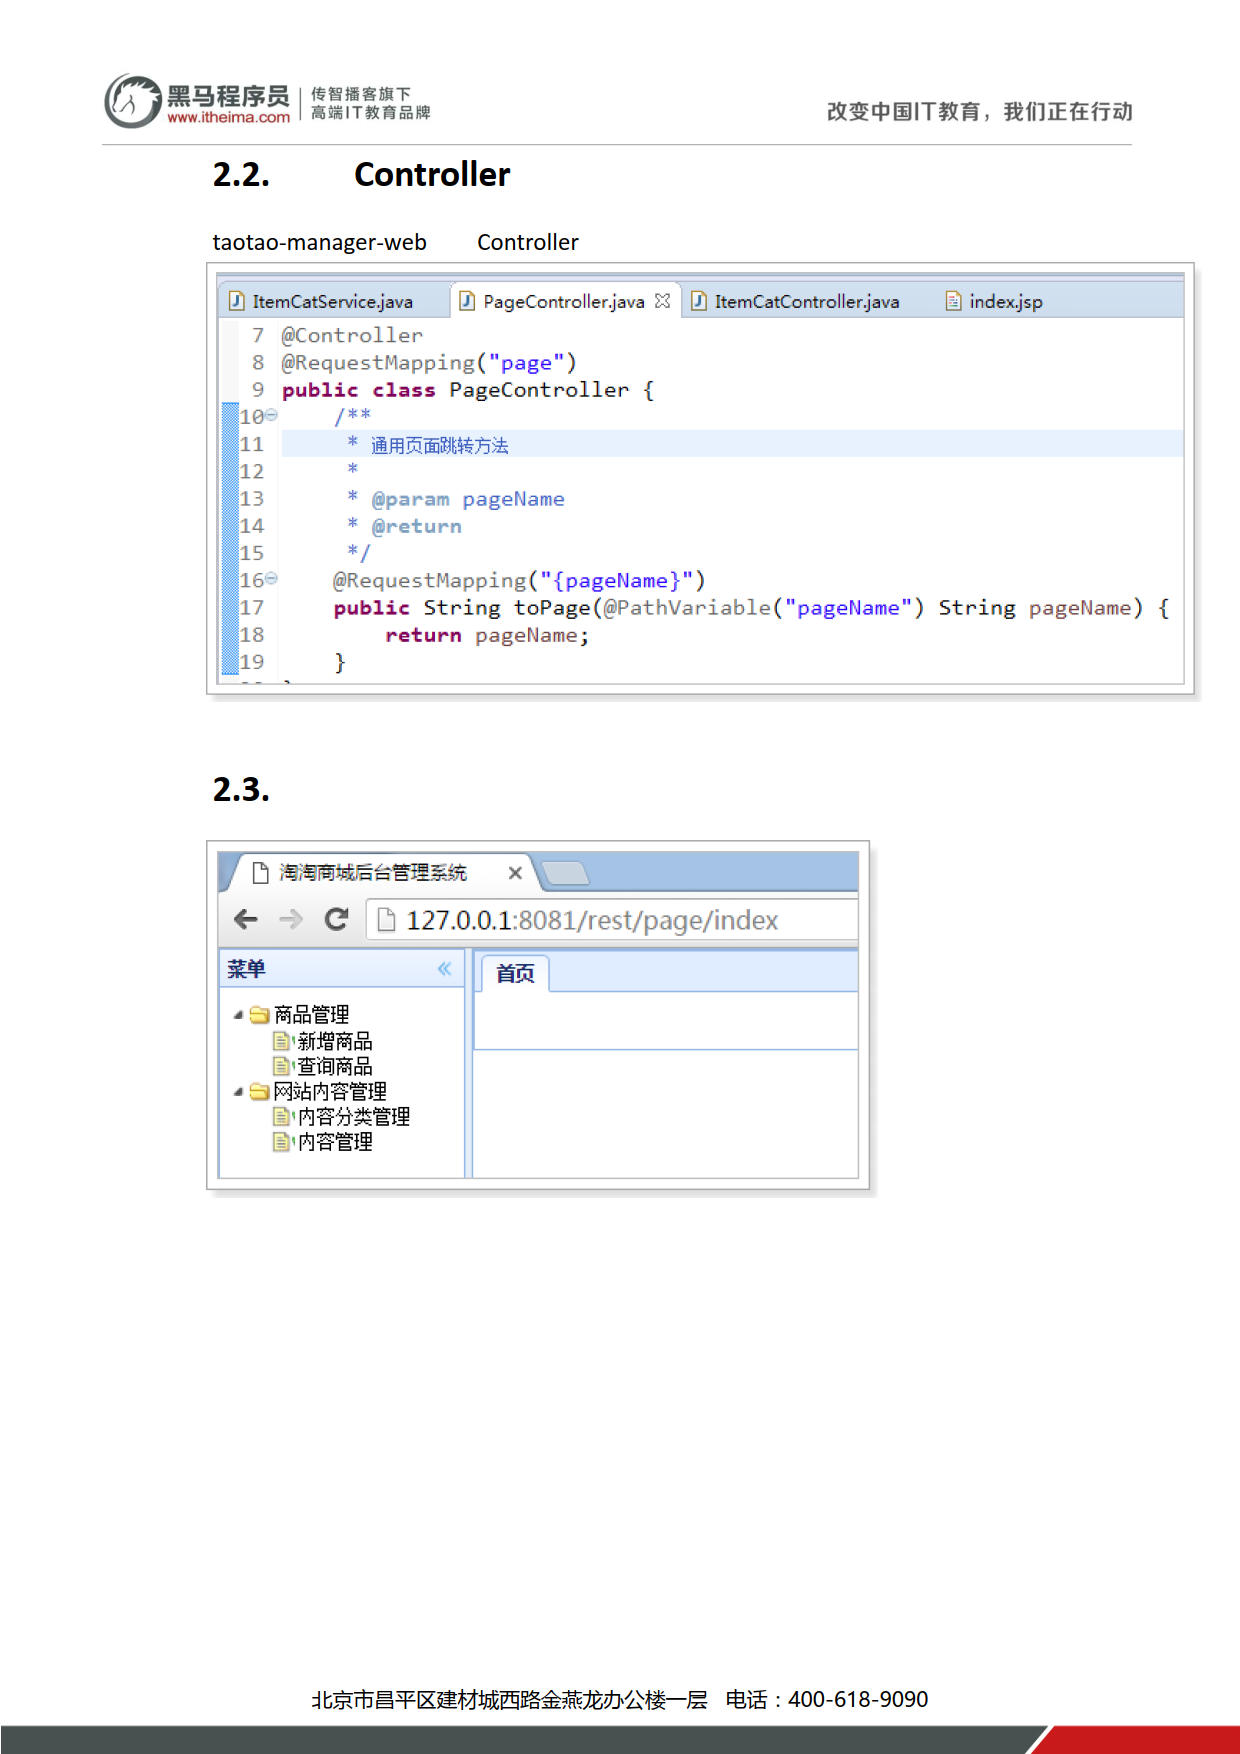 黑马程序员
www.itheima.com
传智播客旗下
高端IT教育品牌
改变中国IT教育，我们正在行动
2.2. Controller
taotao-manager-web Controller
ItemCatService.java PageController.java ItemCatController.java index.jsp
7 @Controller
8 @RequestMapping("page")
9 public class PageController {
10 /**
11 * 通用页面跳转方法
12 *
13 * @param pageName
14 * @return
15 */
16 @RequestMapping("{pageName}")
17 public String toPage(@PathVariable("pageName") String pageName) {
18 return pageName;
19 }
2.3.
淘淘商城后台管理系统
127.0.0.1:8081/rest/page/index
菜单
首页
商品管理
新增商品
查询商品
网站内容管理
内容分类管理
内容管理
北京市昌平区建材城西路金燕龙办公楼一层 电话：400-618-9090